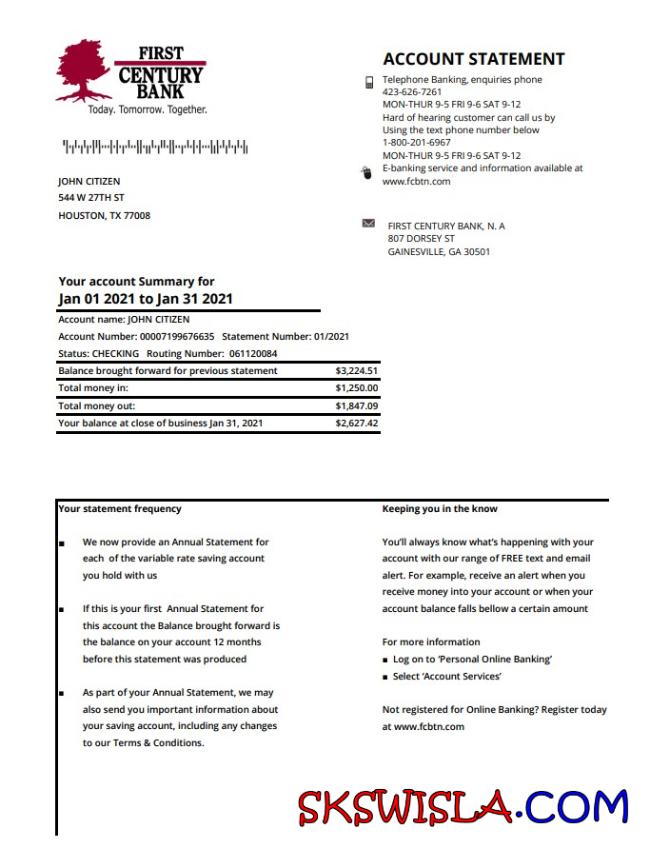 FIRST
CENTURY
BANK
Today. Tomorrow. Together.
ACCOUNT STATEMENT
Telephone Banking, enquiries phone
423-626-7261
MON-THUR 9-5 FRI 9-6 SAT 9-12
Hard of hearing customer can call us by
Using the text phone number below
1-800-201-6967
MON-THUR 9-5 FRI 9-6 SAT 9-12
E-banking service and information available at
www.fcbtn.com
JOHN CITIZEN
544 W 27TH ST
HOUSTON, TX 77008
FIRST CENTURY BANK, N. A
807 DORSEY ST
GAINESVILLE, GA 30501
Your account Summary for
Jan 01 2021 to Jan 31 2021
Account name: JOHN CITIZEN
Account Number: 00007199676635 Statement Number: 01/2021
Status: CHECKING Routing Number: 061120084
Balance brought forward for previous statement $3,224.51
Total money in: $1,250.00
Total money out: $1,847.09
Your balance at close of business Jan 31, 2021 $2,627.42
Your statement frequency
■ We now provide an Annual Statement for
each of the variable rate saving account
you hold with us
■ If this is your first Annual Statement for
this account the Balance brought forward is
the balance on your account 12 months
before this statement was produced
■ As part of your Annual Statement, we may
also send you important information about
your saving account, including any changes
to our Terms & Conditions.
Keeping you in the know
You'll always know what's happening with your
account with our range of FREE text and email
alert. For example, receive an alert when you
receive money into your account or when your
account balance falls bellow a certain amount
For more information
■ Log on to 'Personal Online Banking'
■ Select 'Account Services'
Not registered for Online Banking? Register today
at www.fcbtn.com
SKSWISLA.COM